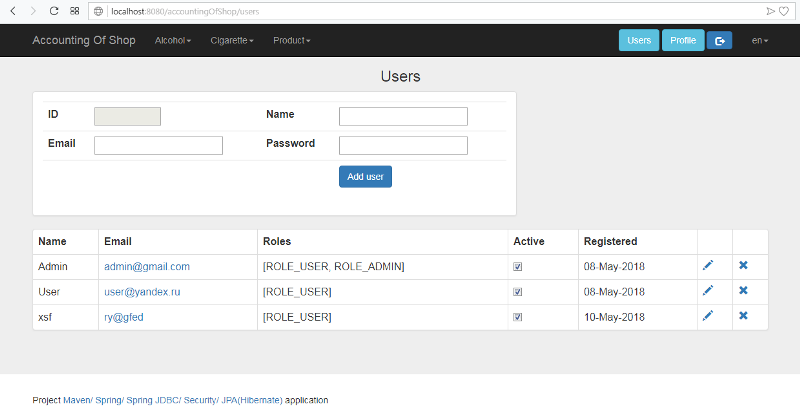 localhost:8080/accountingOfShop/users
Accounting Of Shop Alcohol Cigarette Product Users Profile en
Users
ID Name
Email Password
Add user
Name Email Roles Active Registered
Admin admin@gmail.com [ROLE_USER, ROLE_ADMIN] 08-May-2018
User user@yandex.ru [ROLE_USER] 08-May-2018
xsf ry@gfed [ROLE_USER] 10-May-2018
Project Maven/ Spring/ Spring JDBC/ Security/ JPA(Hibernate) application